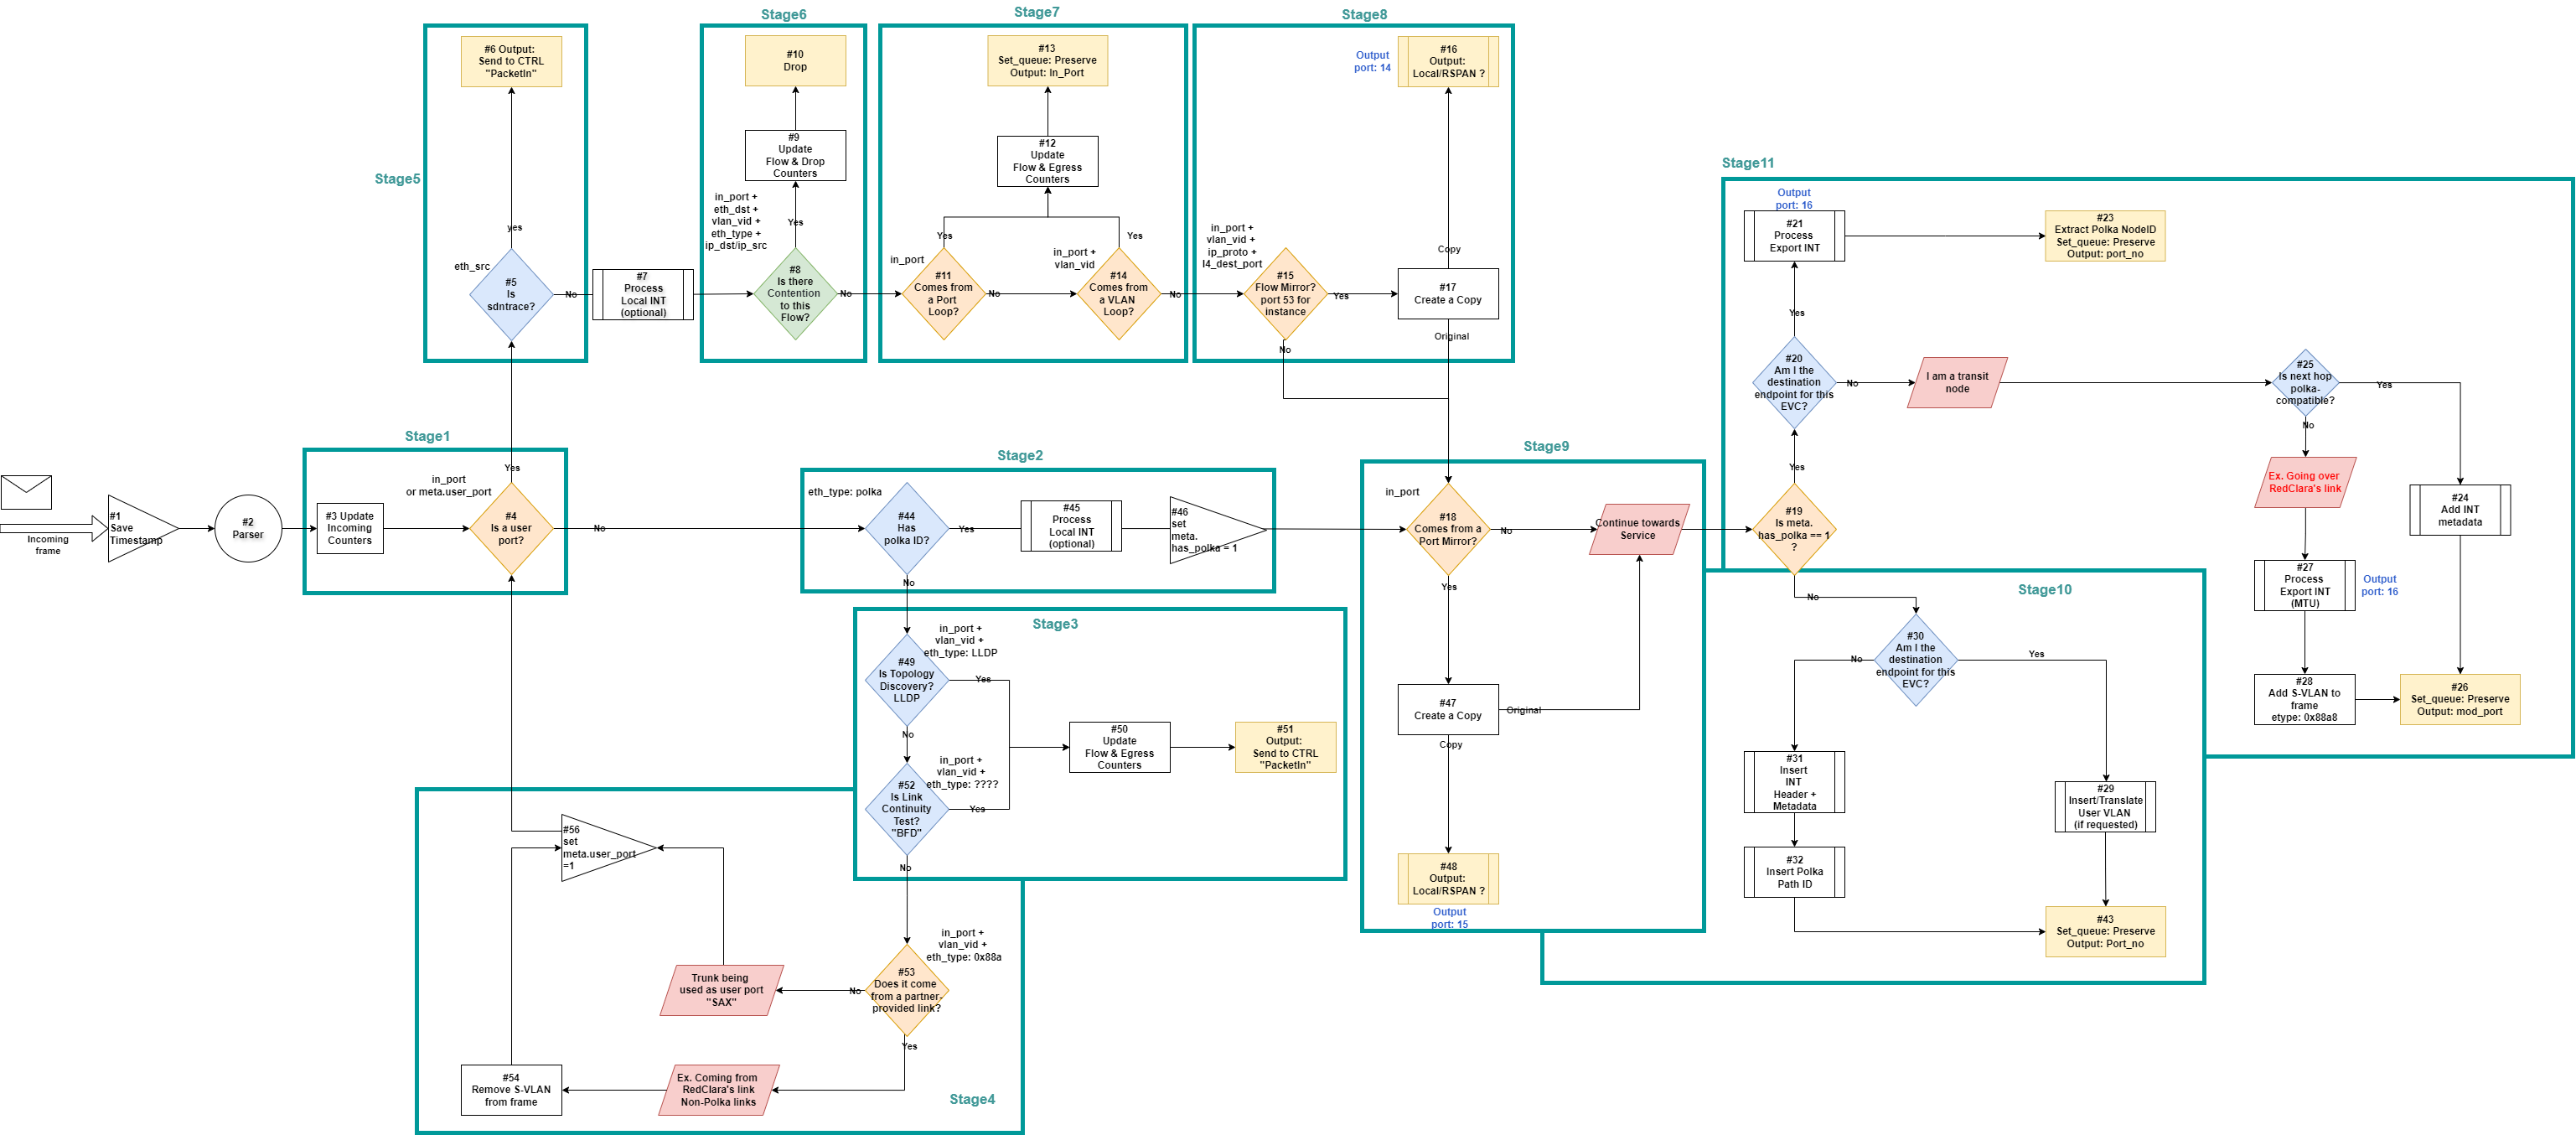 Stage5
#6 Output:
Send to CTRL
"PacketIn"
yes
eth_src
#5
Is
sdntrace?
No
#7
Process
Local INT
(optional)
Stage6
#10
Drop
#9
Update
Flow & Drop
Counters
in_port +
eth_dst +
vlan_vid +
eth_type +
ip_dst/ip_src
Yes
#8
Is there
Contention
to this
Flow?
No
Stage7
#13
Set_queue: Preserve
Output: In_Port
#12
Update
Flow & Egress
Counters
Yes
Yes
in_port
#11
Comes from
a Port
Loop?
No
in_port +
vlan_vid
#14
Comes from
a VLAN
Loop?
No
Stage8
Output
port: 14
#16
Output:
Local/RSPAN ?
in_port +
vlan_vid +
ip_proto +
l4_dest_port
#15
Flow Mirror?
port 53 for
instance
Yes
No
Copy
#17
Create a Copy
Original
Stage1
#1
Save
Timestamp
Incoming
frame
#2
Parser
#3 Update
Incoming
Counters
in_port
or meta.user_port
Yes
#4
Is a user
port?
No
Stage2
eth_type: polka
#44
Has
polka ID?
Yes
No
#45
Process
Local INT
(optional)
#46
set
meta.
has_polka = 1
Stage3
in_port +
vlan_vid +
eth_type: LLDP
#49
Is Topology
Discovery?
LLDP
Yes
No
in_port +
vlan_vid +
eth_type: ????
#52
Is Link
Continuity
Test?
"BFD"
Yes
No
#50
Update
Flow & Egress
Counters
#51
Output:
Send to CTRL
"PacketIn"
#56
set
meta.user_port
=1
in_port +
vlan_vid +
eth_type: 0x88a
#53
Does it come
from a partner-
provided link?
No
Yes
Trunk being
used as user port
"SAX"
Ex. Coming from
RedClara's link
Non-Polka links
#54
Remove S-VLAN
from frame
Stage4
Stage9
in_port
#18
Comes from a
Port Mirror?
No
Yes
Continue towards
Service
#47
Create a Copy
Original
Copy
#48
Output:
Local/RSPAN ?
Output
port: 15
Stage11
Output
port: 16
#21
Process
Export INT
#23
Extract Polka NodeID
Set_queue: Preserve
Output: port_no
Yes
#20
Am I the
destination
endpoint for this
EVC?
No
I am a transit
node
#25
Is next hop
polka-
compatible?
Yes
No
Yes
#19
Is meta.
has_polka == 1
?
No
Ex. Going over
RedClara's link
#24
Add INT
metadata
#27
Process
Export INT
(MTU)
Output
port: 16
#28
Add S-VLAN to
frame
etype: 0x88a8
#26
Set_queue: Preserve
Output: mod_port
Stage10
#30
Am I the
destination
endpoint for this
EVC?
No
Yes
#31
Insert
INT
Header +
Metadata
#32
Insert Polka
Path ID
#29
Insert/Translate
User VLAN
(if requested)
#43
Set_queue: Preserve
Output: Port_no